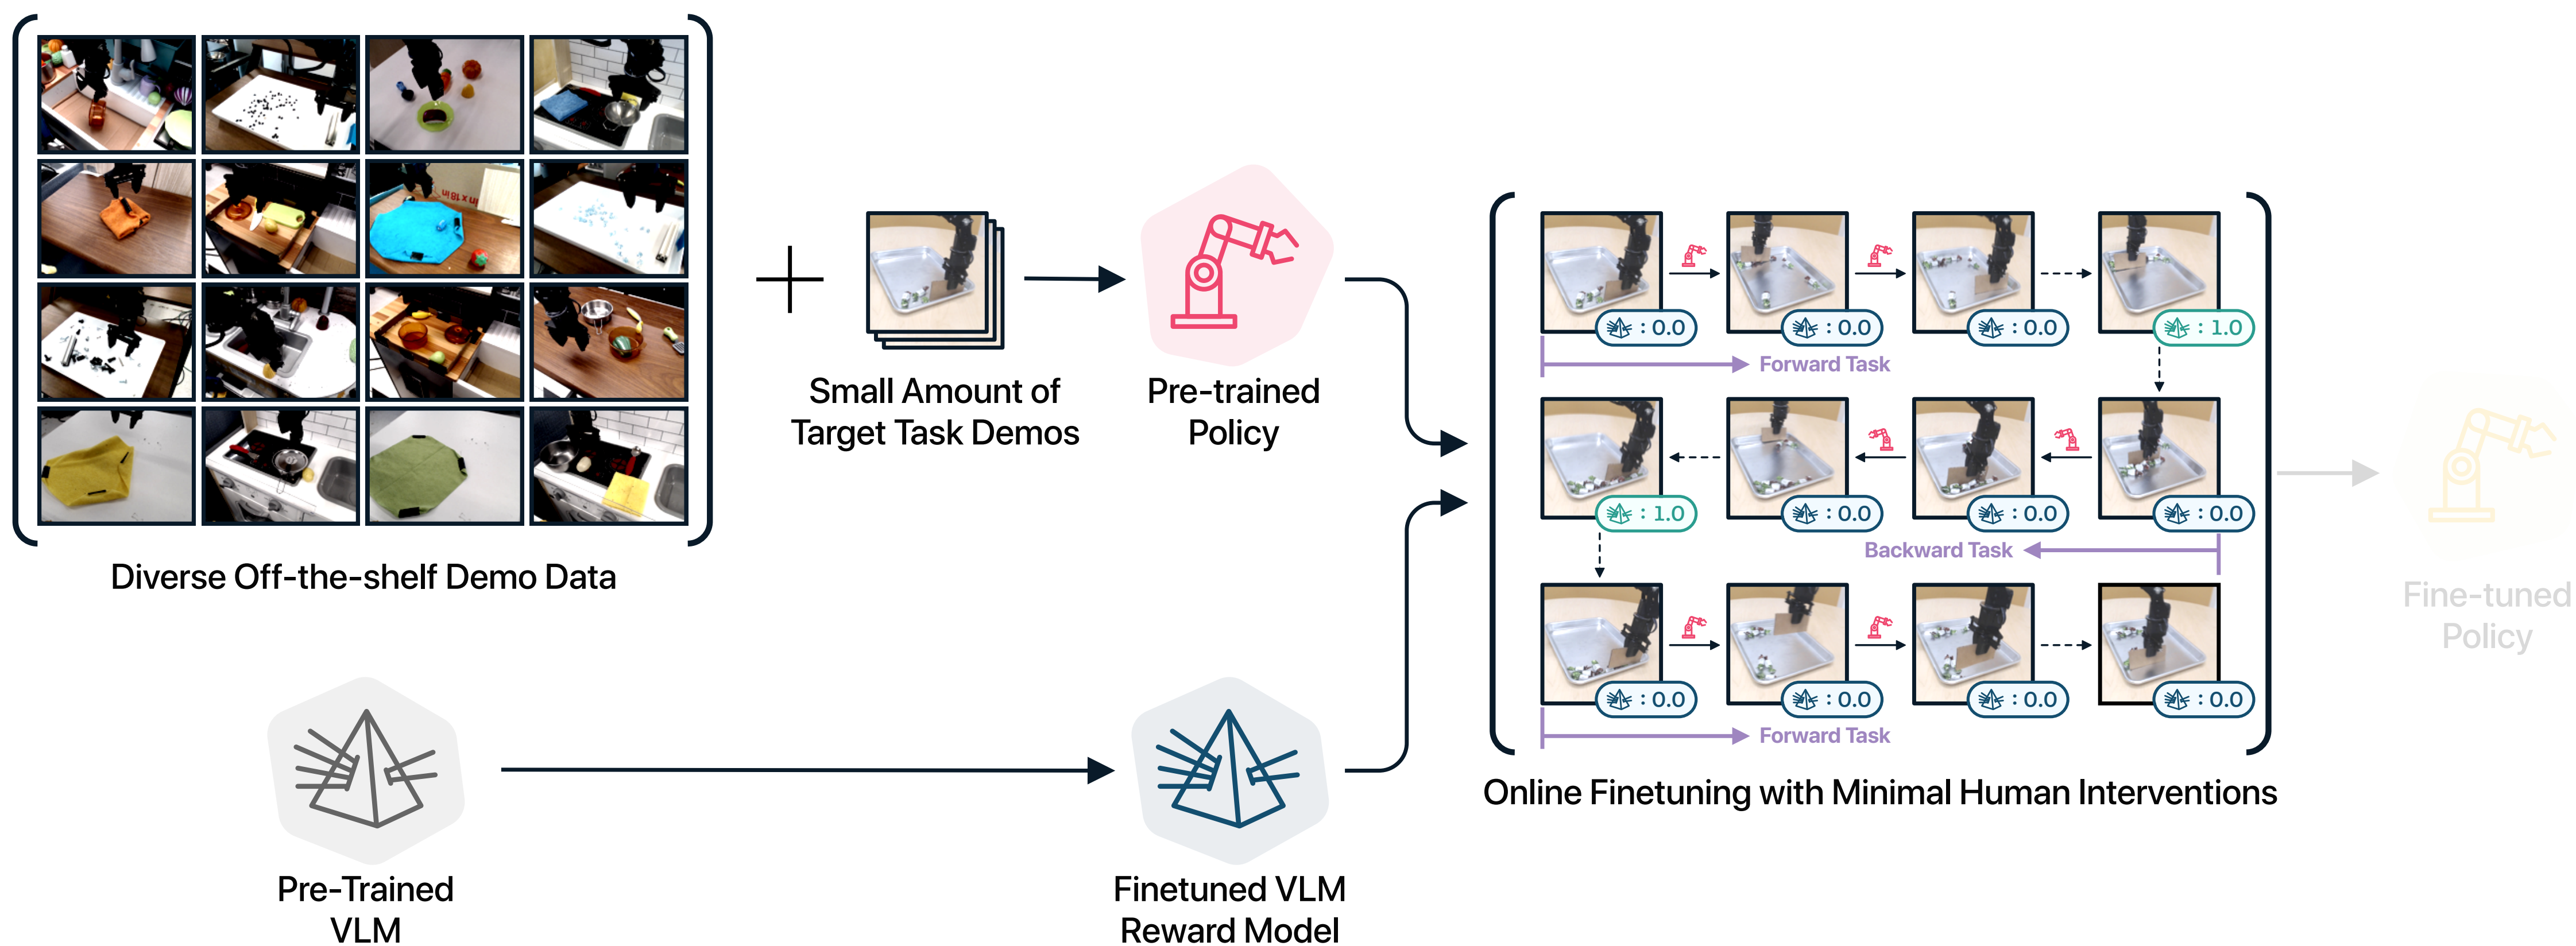 Diverse Off-the-shelf Demo Data
Small Amount of
Target Task Demos
Pre-trained
Policy
Pre-Trained
VLM
Finetuned VLM
Reward Model
: 0.0
: 0.0
: 0.0
: 1.0
Forward Task
: 1.0
: 0.0
: 0.0
: 0.0
Backward Task
: 0.0
: 0.0
: 0.0
: 0.0
Forward Task
Online Finetuning with Minimal Human Interventions
Fine-tuned
Policy